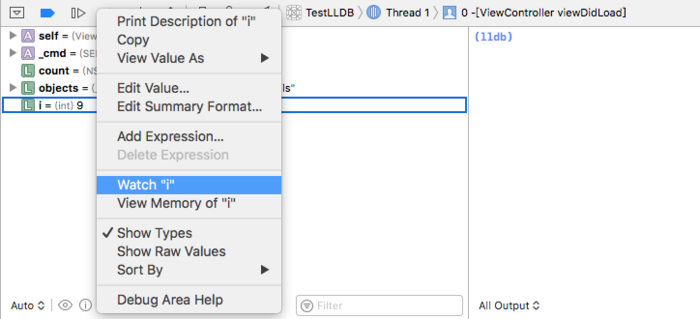 TestLLDB 〉 Thread 1 〉 0 -[ViewController viewDidLoad]
A self = (View
A _cmd = (SE
L count = (NS
L objects = ( ls"
L i = (int) 9
Print Description of "i"
Copy
View Value As
Edit Value...
Edit Summary Format...
Add Expression...
Delete Expression
Watch "i"
View Memory of "i"
✓ Show Types
Show Raw Values
Sort By
Debug Area Help
(lldb)
Auto
Filter
All Output